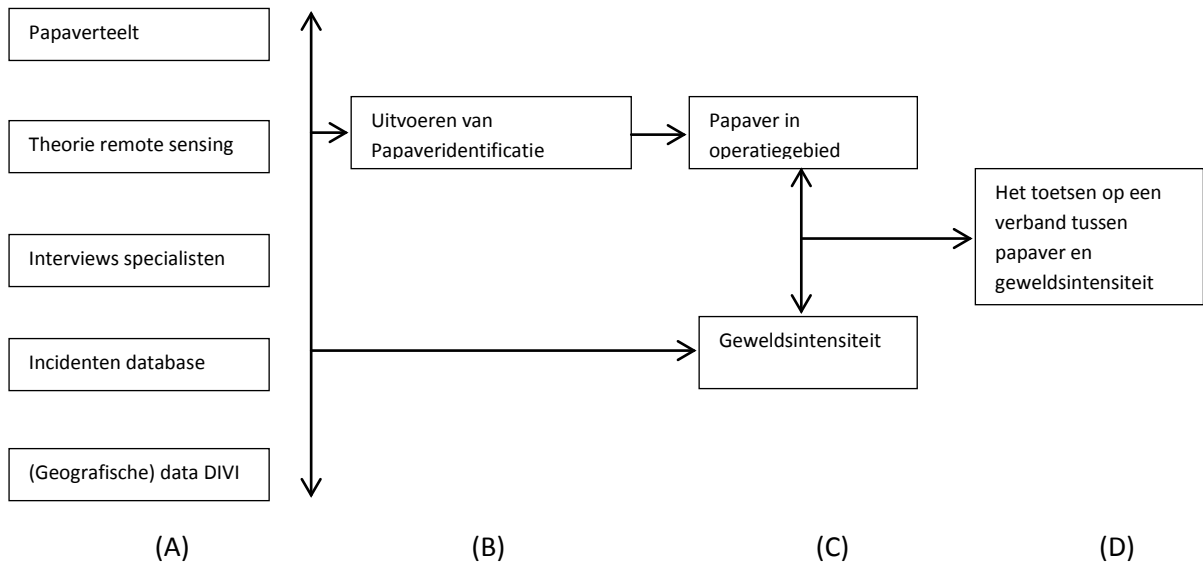 Papaverteelt
Theorie remote sensing
Interviews specialisten
Incidenten database
(Geografische) data DIVI
Uitvoeren van
Papaveridentificatie
Papaver in
operatiegebied
Geweldsintensiteit
Het toetsen op een
verband tussen
papaver en
geweldsintensiteit
(A)
(B)
(C)
(D)